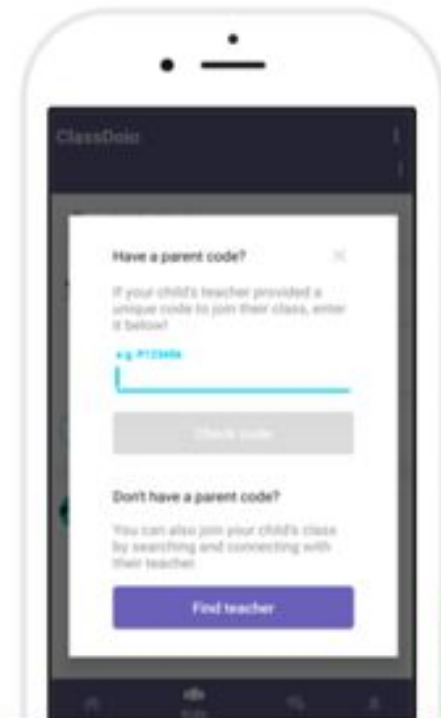 ClassDojo
Have a parent code?
If your child's teacher provided a
unique code to join their class, enter
it below!
e.g. P123456
Check code
Don't have a parent code?
You can also join your child's class
by searching and connecting with
their teacher.
Find teacher